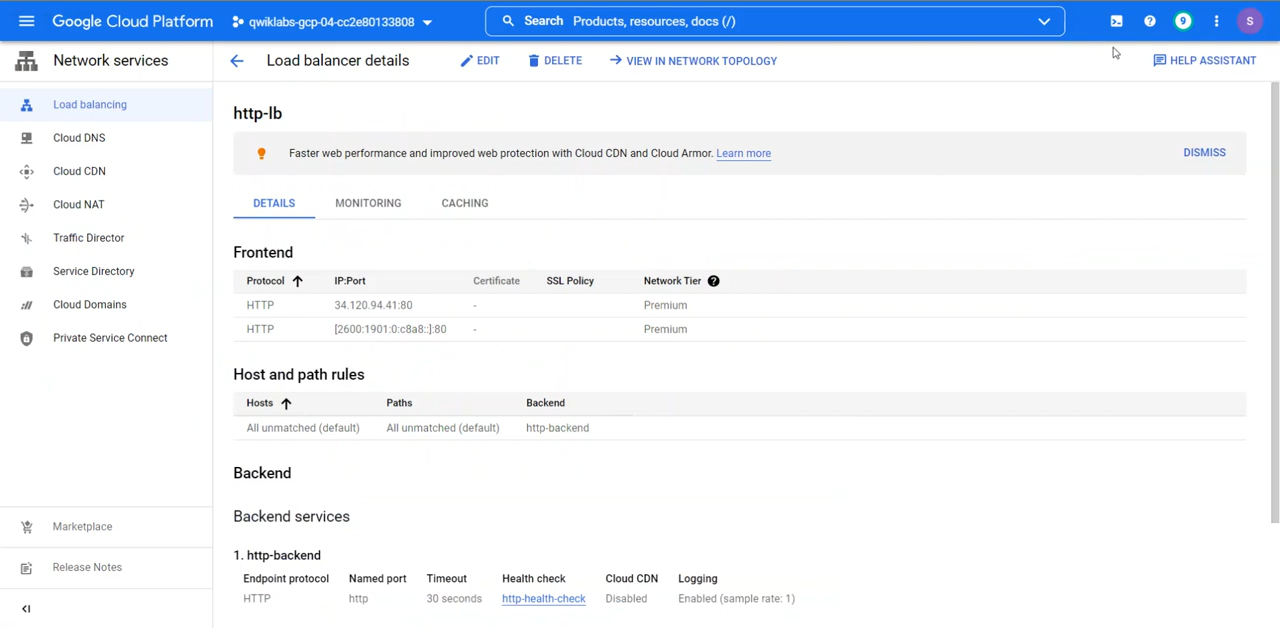 Google Cloud Platform
qwiklabs-gcp-04-cc2e80133808
Search Products, resources, docs (/)
9
S
Network services
Load balancer details
EDIT
DELETE
VIEW IN NETWORK TOPOLOGY
HELP ASSISTANT
Load balancing
Cloud DNS
Cloud CDN
Cloud NAT
Traffic Director
Service Directory
Cloud Domains
Private Service Connect
Marketplace
Release Notes
http-lb
Faster web performance and improved web protection with Cloud CDN and Cloud Armor. Learn more
DISMISS
DETAILS MONITORING CACHING
Frontend
Protocol IP:Port Certificate SSL Policy Network Tier
HTTP 34.120.94.41:80 - Premium
HTTP [2600:1901:0:c8a8::]:80 - Premium
Host and path rules
Hosts Paths Backend
All unmatched (default) All unmatched (default) http-backend
Backend
Backend services
1. http-backend
Endpoint protocol Named port Timeout Health check Cloud CDN Logging
HTTP http 30 seconds http-health-check Disabled Enabled (sample rate: 1)